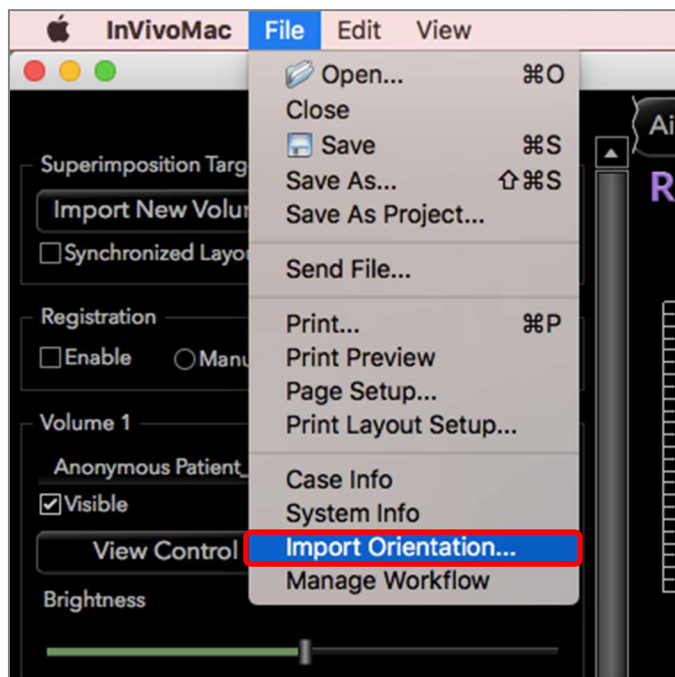 InVivoMac File Edit View
Open... ⌘O
Close
Save ⌘S
Save As... ⇧⌘S
Save As Project...
Send File...
Print... ⌘P
Print Preview
Page Setup...
Print Layout Setup...
Case Info
System Info
Import Orientation...
Manage Workflow
Superimposition Targ
Import New Volu
Synchronized Layo
Registration
Enable Manu
Volume 1
Anonymous Patient_
Visible
View Control
Brightness
Ai
R